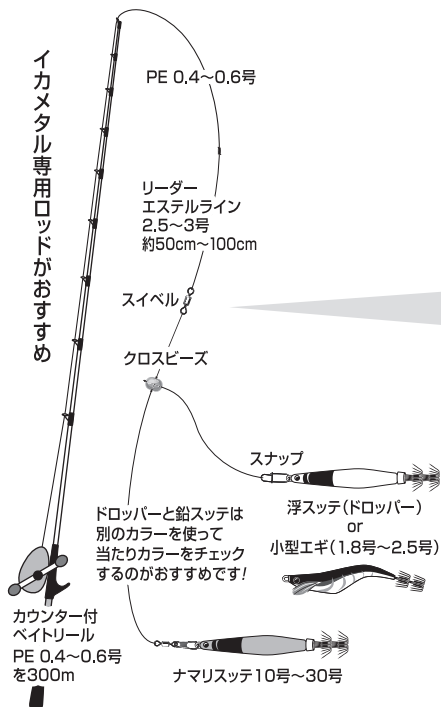 イカメタル専用ロッドがおすすめ
PE 0.4〜0.6号
リーダー
エステルライン
2.5〜3号
約50cm〜100cm
スイベル
クロスビーズ
スナップ
浮スッテ(ドロッパー)
or
小型エギ(1.8号〜2.5号)
ドロッパーと鉛スッテは
別のカラーを使って
当たりカラーをチェック
するのがおすすめです!
カウンター付
ベイトリール
PE 0.4〜0.6号
を300m
ナマリスッテ10号〜30号